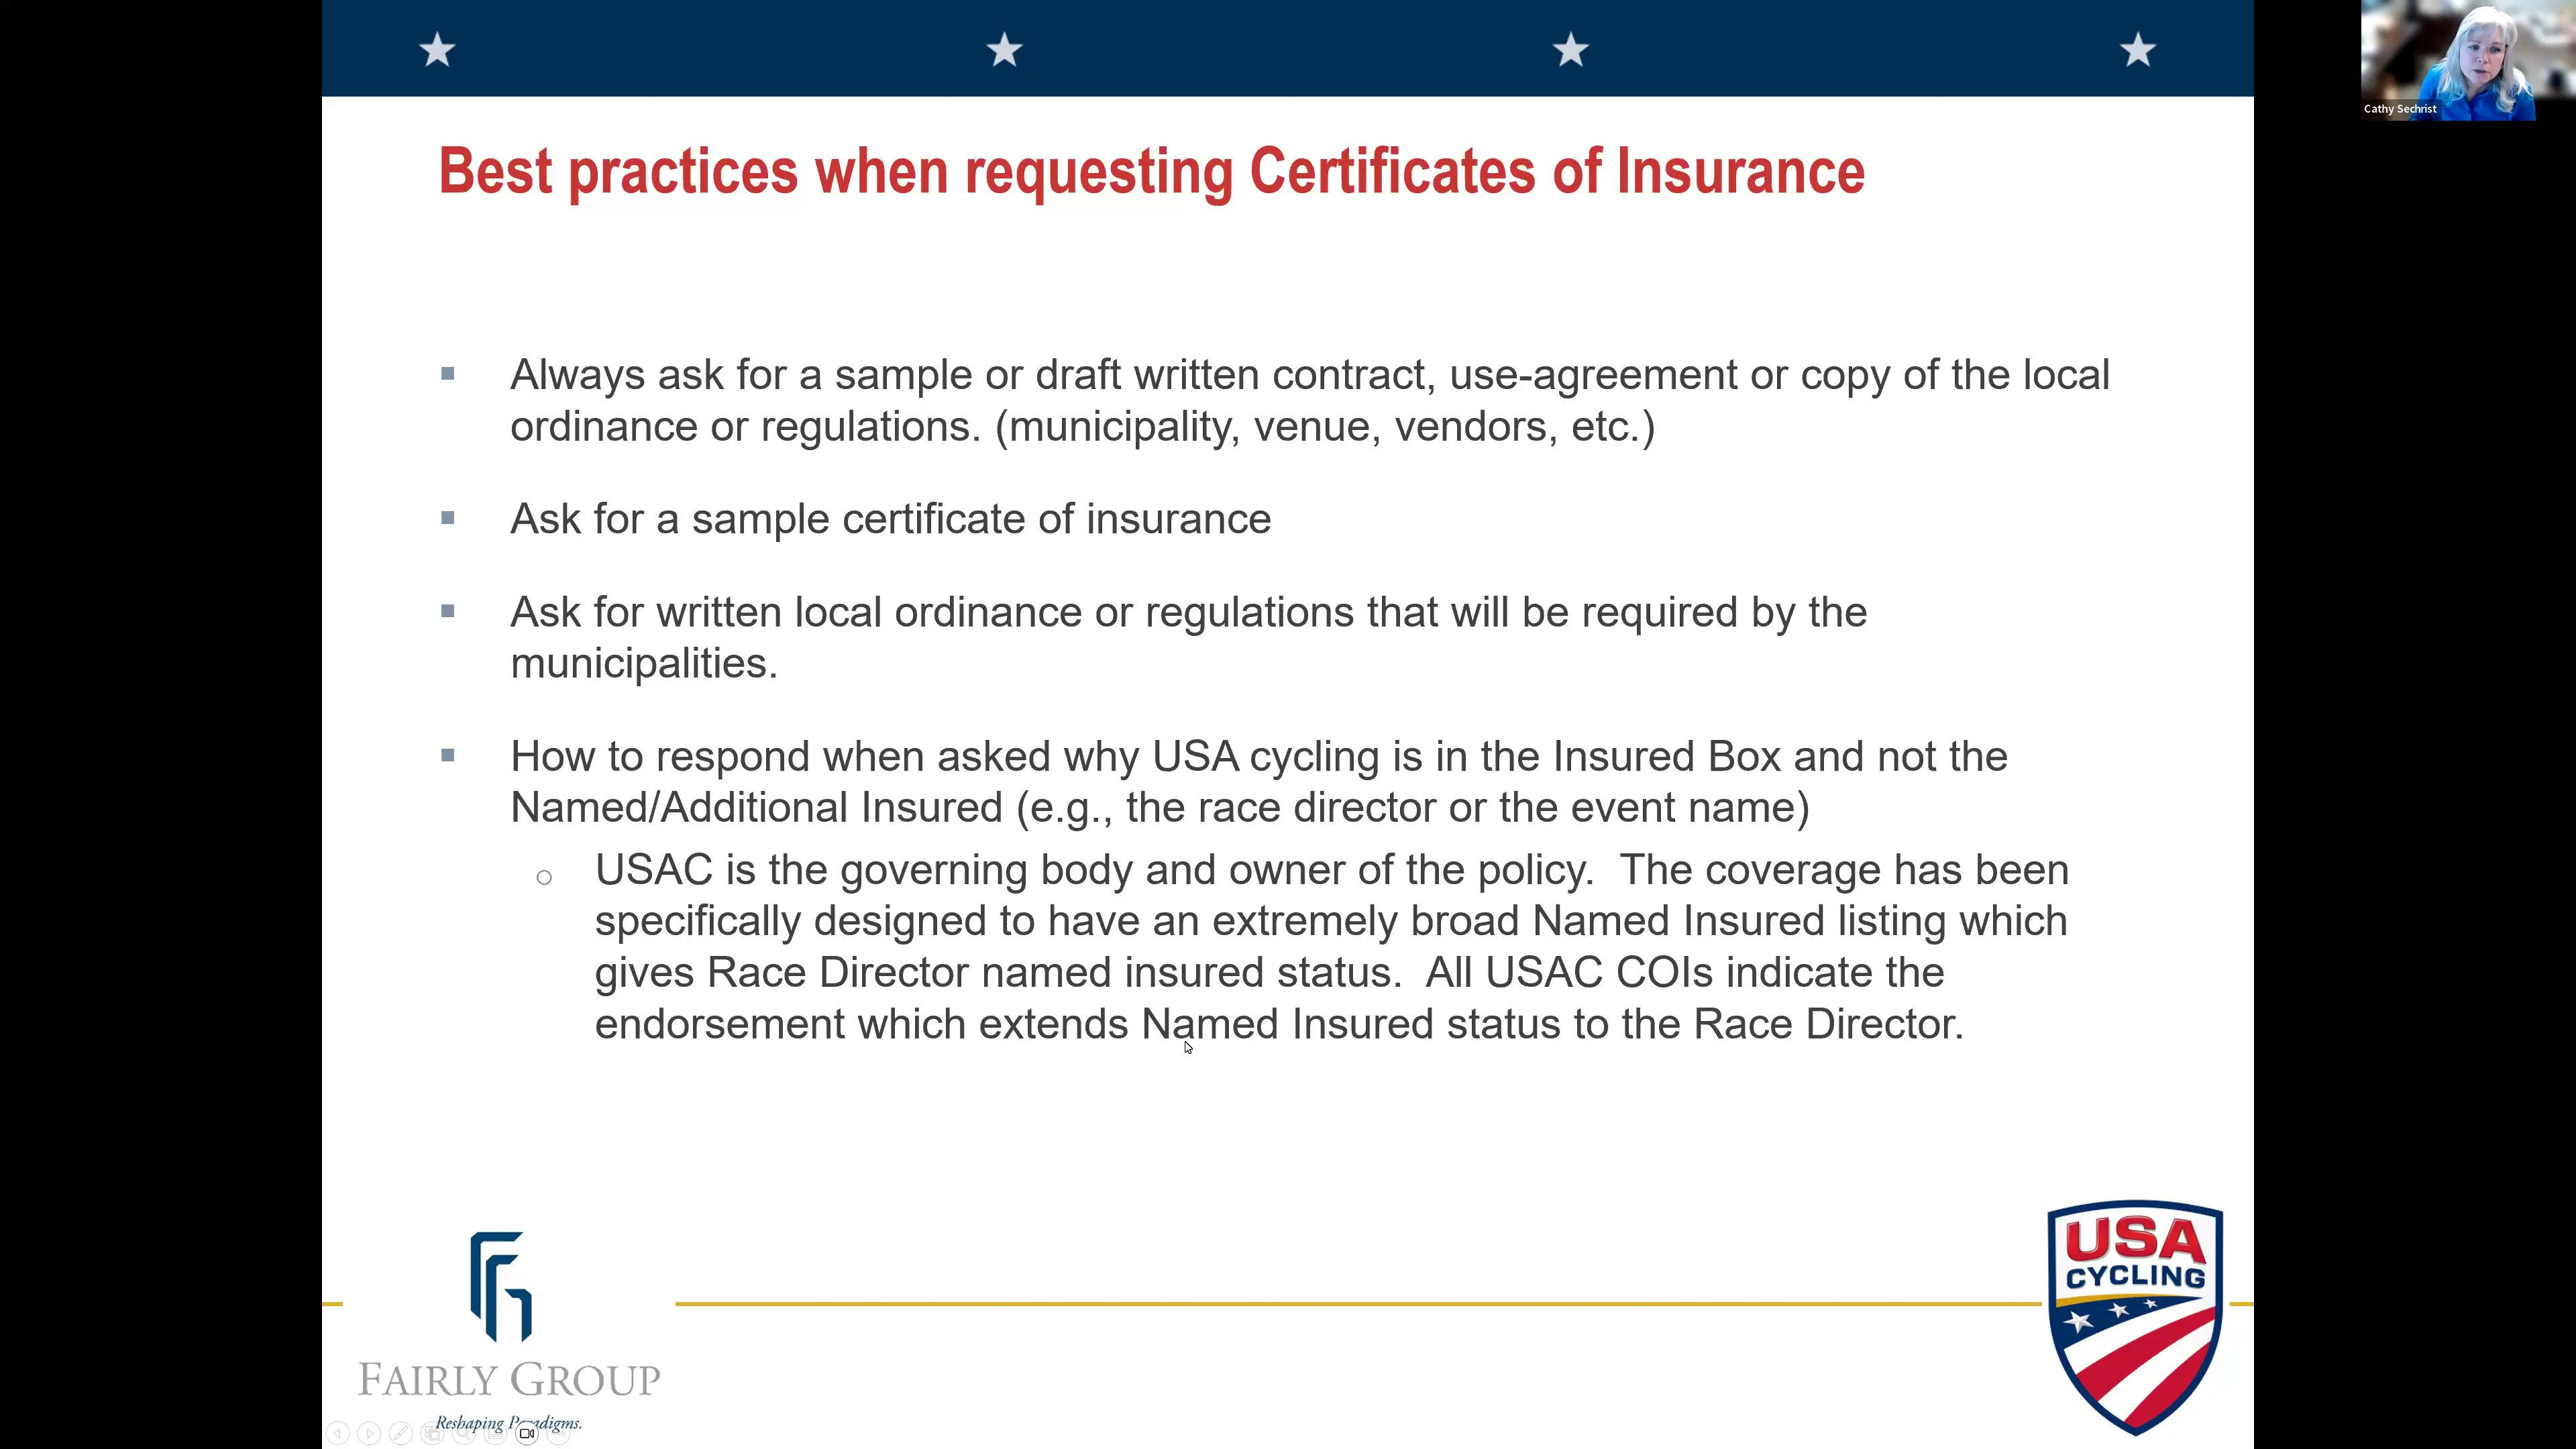 Cathy Sechrist
Best practices when requesting Certificates of Insurance
Always ask for a sample or draft written contract, use-agreement or copy of the local
ordinance or regulations. (municipality, venue, vendors, etc.)
Ask for a sample certificate of insurance
Ask for written local ordinance or regulations that will be required by the
municipalities.
How to respond when asked why USA cycling is in the Insured Box and not the
Named/Additional Insured (e.g., the race director or the event name)
USAC is the governing body and owner of the policy.  The coverage has been
specifically designed to have an extremely broad Named Insured listing which
gives Race Director named insured status.  All USAC COIs indicate the
endorsement which extends Named Insured status to the Race Director.
FAIRLY GROUP
Reshaping Paradigms.
USA
CYCLING